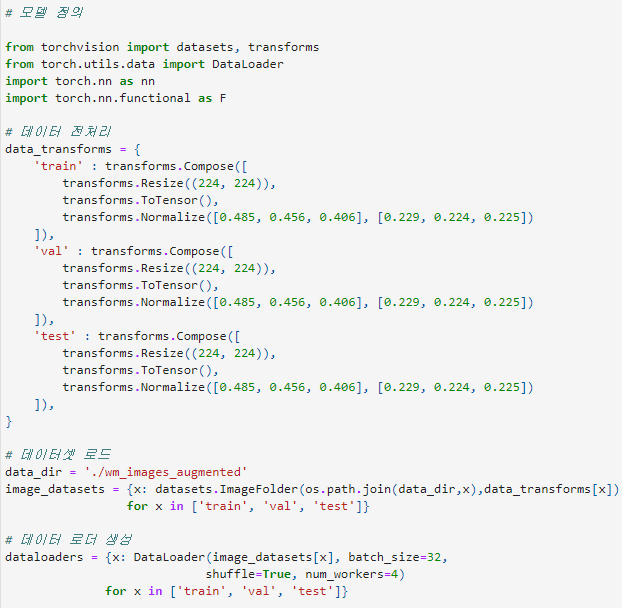 # 모델 정의
from torchvision import datasets, transforms
from torch.utils.data import DataLoader
import torch.nn as nn
import torch.nn.functional as F
# 데이터 전처리
data_transforms = {
    'train' : transforms.Compose([
        transforms.Resize((224, 224)),
        transforms.ToTensor(),
        transforms.Normalize([0.485, 0.456, 0.406], [0.229, 0.224, 0.225])
    ]),
    'val' : transforms.Compose([
        transforms.Resize((224, 224)),
        transforms.ToTensor(),
        transforms.Normalize([0.485, 0.456, 0.406], [0.229, 0.224, 0.225])
    ]),
    'test' : transforms.Compose([
        transforms.Resize((224, 224)),
        transforms.ToTensor(),
        transforms.Normalize([0.485, 0.456, 0.406], [0.229, 0.224, 0.225])
    ]),
}
# 데이터셋 로드
data_dir = './wm_images_augmented'
image_datasets = {x: datasets.ImageFolder(os.path.join(data_dir,x),data_transforms[x])
                 for x in ['train', 'val', 'test']}
# 데이터 로더 생성
dataloaders = {x: DataLoader(image_datasets[x], batch_size=32,
                            shuffle=True, num_workers=4)
              for x in ['train', 'val', 'test']}